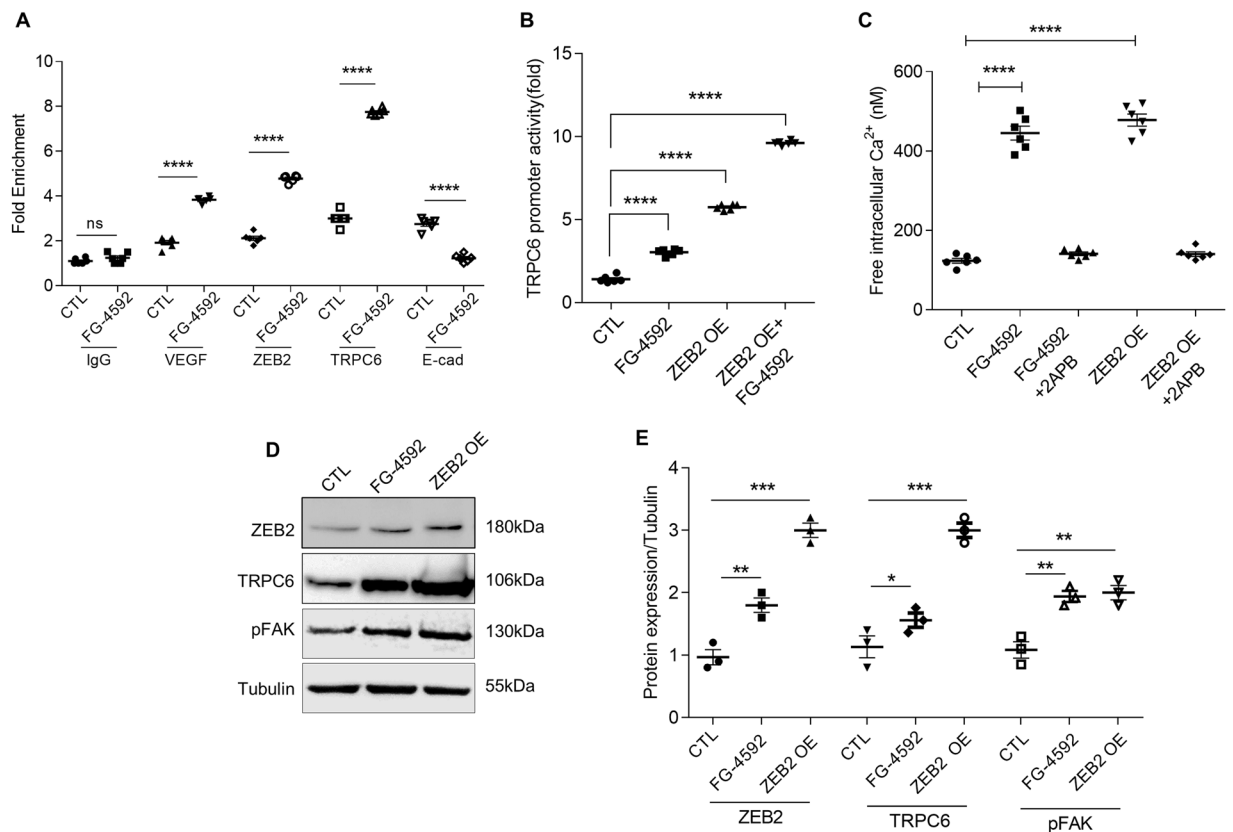 A
Fold Enrichment
10
8
6
4
2
0
ns
****
****
****
****
CTL
FG-4592
CTL
FG-4592
CTL
FG-4592
CTL
FG-4592
CTL
FG-4592
IgG
VEGF
ZEB2
TRPC6
E-cad
B
TRPC6 promoter activity(fold)
15
10
5
0
****
****
****
CTL
FG-4592
ZEB2 OE
ZEB2 OE+
FG-4592
C
Free intracellular Ca2+ (nM)
600
400
200
0
****
****
CTL
FG-4592
FG-4592
+2APB
ZEB2 OE
ZEB2 OE
+2APB
D
CTL
FG-4592
ZEB2 OE
ZEB2
180kDa
TRPC6
106kDa
pFAK
130kDa
Tubulin
55kDa
E
Protein expression/Tubulin
4
3
2
1
0
***
**
***
*
**
**
CTL
FG-4592
ZEB2 OE
CTL
FG-4592
ZEB2 OE
CTL
FG-4592
ZEB2 OE
ZEB2
TRPC6
pFAK